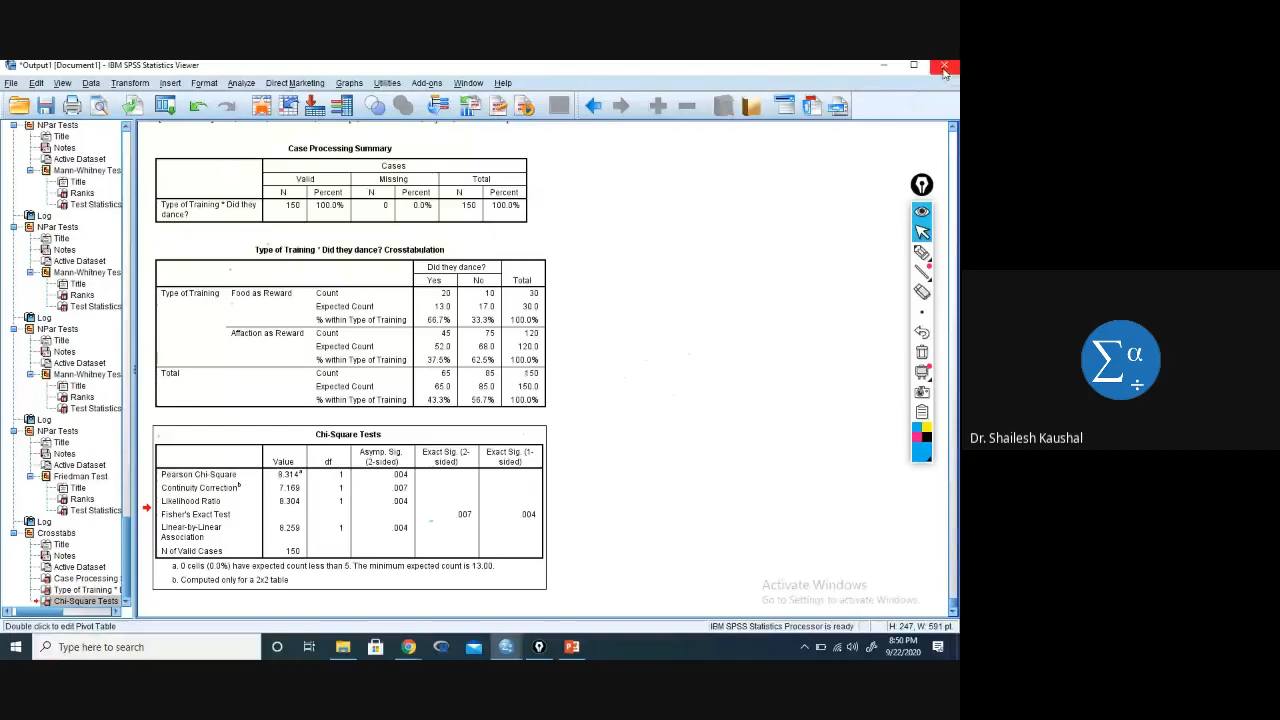 *Output1 [Document1] - IBM SPSS Statistics Viewer
File Edit View Data Transform Insert Format Analyze Direct Marketing Graphs Utilities Add-ons Window Help
NPar Tests
Title
Notes
Active Dataset
Mann-Whitney Tes
Title
Ranks
Test Statistics
Log
NPar Tests
Title
Notes
Active Dataset
Mann-Whitney Tes
Title
Ranks
Test Statistics
Log
NPar Tests
Title
Notes
Active Dataset
Mann-Whitney Tes
Title
Ranks
Test Statistics
Log
NPar Tests
Title
Notes
Active Dataset
Friedman Test
Title
Ranks
Test Statistics
Log
Crosstabs
Title
Notes
Active Dataset
Case Processing
Type of Training *
Chi-Square Tests
Case Processing Summary
Cases
Valid Missing Total
N Percent N Percent N Percent
Type of Training * Did they dance? 150 100.0% 0 0.0% 150 100.0%
Type of Training * Did they dance? Crosstabulation
Did they dance?
Yes No Total
Type of Training Food as Reward Count 20 10 30
Expected Count 13.0 17.0 30.0
% within Type of Training 66.7% 33.3% 100.0%
Affaction as Reward Count 45 75 120
Expected Count 52.0 68.0 120.0
% within Type of Training 37.5% 62.5% 100.0%
Total Count 65 85 150
Expected Count 65.0 85.0 150.0
% within Type of Training 43.3% 56.7% 100.0%
Chi-Square Tests
Value df Asymp. Sig. (2-sided) Exact Sig. (2-sided) Exact Sig. (1-sided)
Pearson Chi-Square 8.314a 1 .004
Continuity Correctionb 7.169 1 .007
Likelihood Ratio 8.304 1 .004
Fisher's Exact Test .007 .004
Linear-by-Linear Association 8.259 1 .004
N of Valid Cases 150
a. 0 cells (0.0%) have expected count less than 5. The minimum expected count is 13.00.
b. Computed only for a 2x2 table
Activate Windows
Go to Settings to activate Windows.
Double click to edit Pivot Table
IBM SPSS Statistics Processor is ready
H: 247, W: 591 pt.
Type here to search
8:50 PM
9/22/2020
Σ α ÷
Dr. Shailesh Kaushal